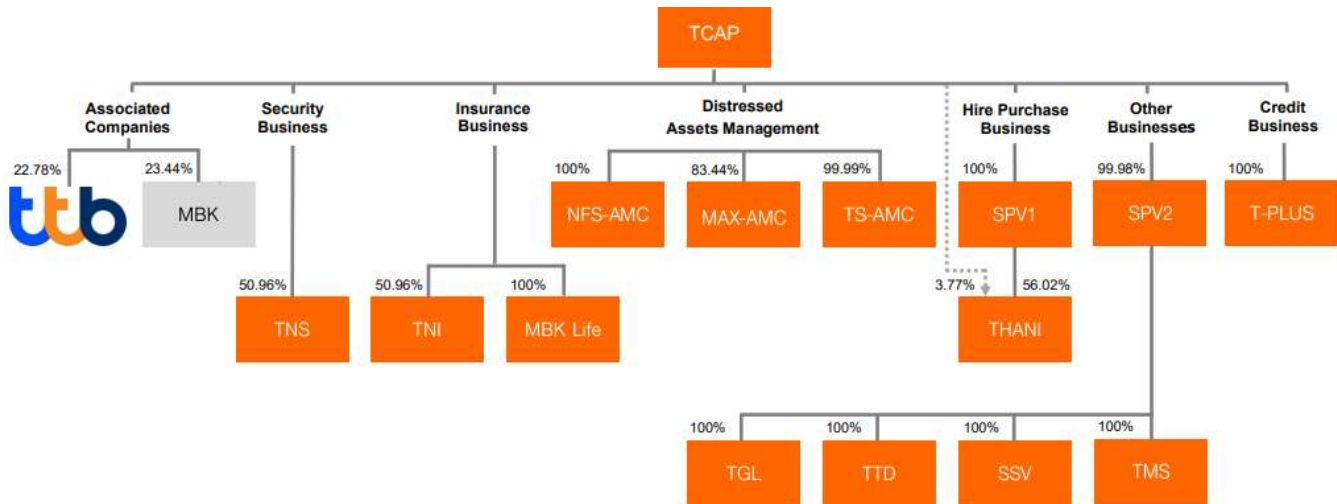 TCAP
Associated
Companies
Security
Business
Insurance
Business
Distressed
Assets Management
Hire Purchase
Business
Other
Businesses
Credit
Business
22.78%
23.44%
100%
83.44%
99.99%
100%
99.98%
100%
ttb
MBK
NFS-AMC
MAX-AMC
TS-AMC
SPV1
SPV2
T-PLUS
50.96%
50.96%
100%
3.77%
56.02%
TNS
TNI
MBK Life
THANI
100%
100%
100%
100%
TGL
TTD
SSV
TMS